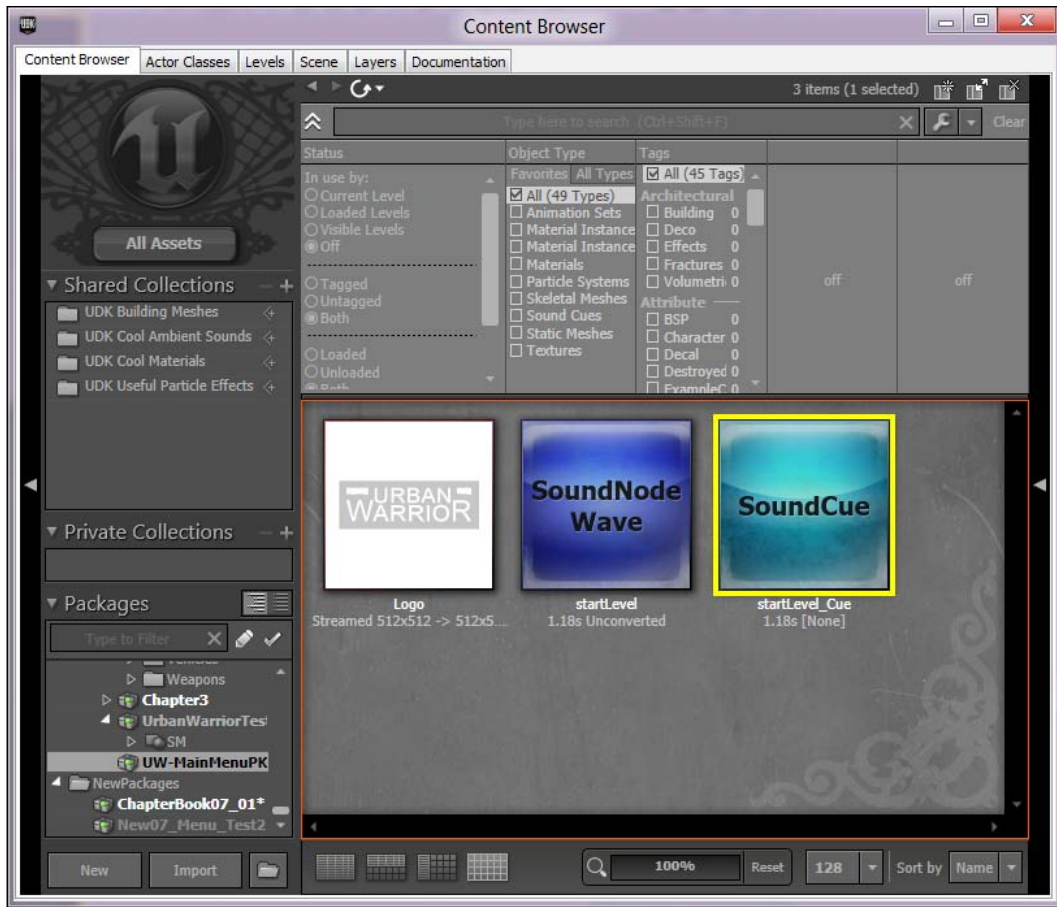 UDK
Content Browser
Content Browser
Actor Classes
Levels
Scene
Layers
Documentation
3 items (1 selected)
Type here to search (Ctrl+Shift+F)
Clear
All Assets
Shared Collections
UDK Building Meshes
UDK Cool Ambient Sounds
UDK Cool Materials
UDK Useful Particle Effects
Private Collections
Packages
Type to Filter
Weapons
Chapter3
UrbanWarriorTes
SM
UW-MainMenuPK
NewPackages
ChapterBook07_01*
New07_Menu_Test2
New
Import
Status
In use by:
Current Level
Loaded Levels
Visible Levels
Off
Tagged
Untagged
Both
Loaded
Unloaded
Both
Object Type
Favorites All Types
All (49 Types)
Animation Sets
Material Instance
Material Instance
Materials
Particle Systems
Skeletal Meshes
Sound Cues
Static Meshes
Textures
Tags
All (45 Tags)
Architectural
Building 0
Deco 0
Effects 0
Fractures 0
Volumetri 0
Attribute
BSP 0
Character 0
Decal 0
Destroyed 0
ExampleC 0
off
off
URBAN
WARRIOR
Logo
Streamed 512x512 -> 512x5...
SoundNode
Wave
startLevel
1.18s Unconverted
SoundCue
startLevel_Cue
1.18s [None]
100%
Reset
128
Sort by
Name